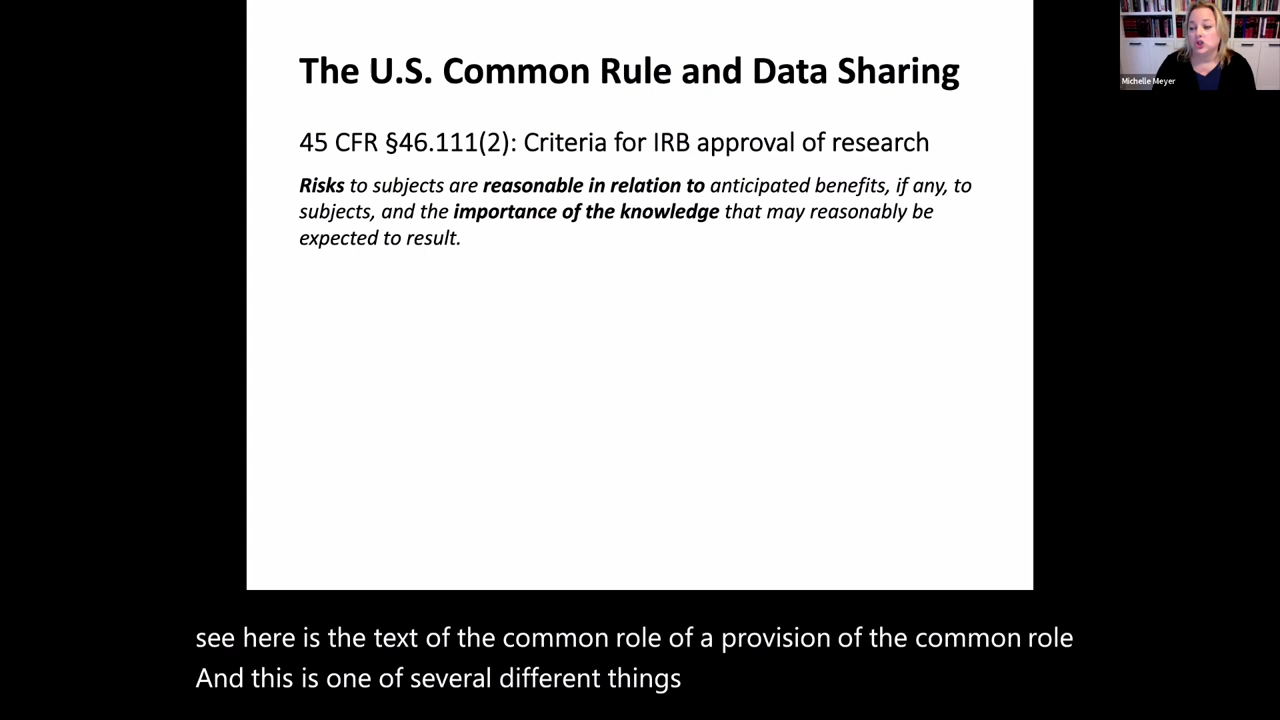 The U.S. Common Rule and Data Sharing
45 CFR §46.111(2): Criteria for IRB approval of research
Risks to subjects are reasonable in relation to anticipated benefits, if any, to
subjects, and the importance of the knowledge that may reasonably be
expected to result.
Michelle Meyer
see here is the text of the common role of a provision of the common role
And this is one of several different things